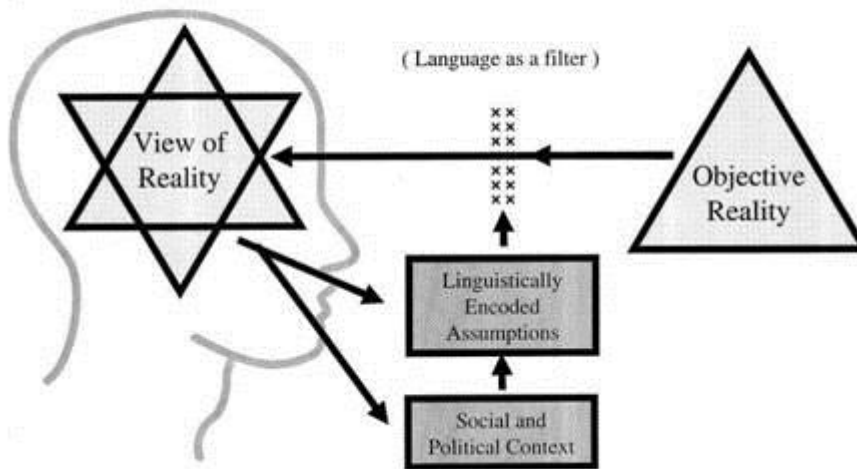 ( Language as a filter )
View of
Reality
Objective
Reality
Linguistically
Encoded
Assumptions
Social and
Political Context